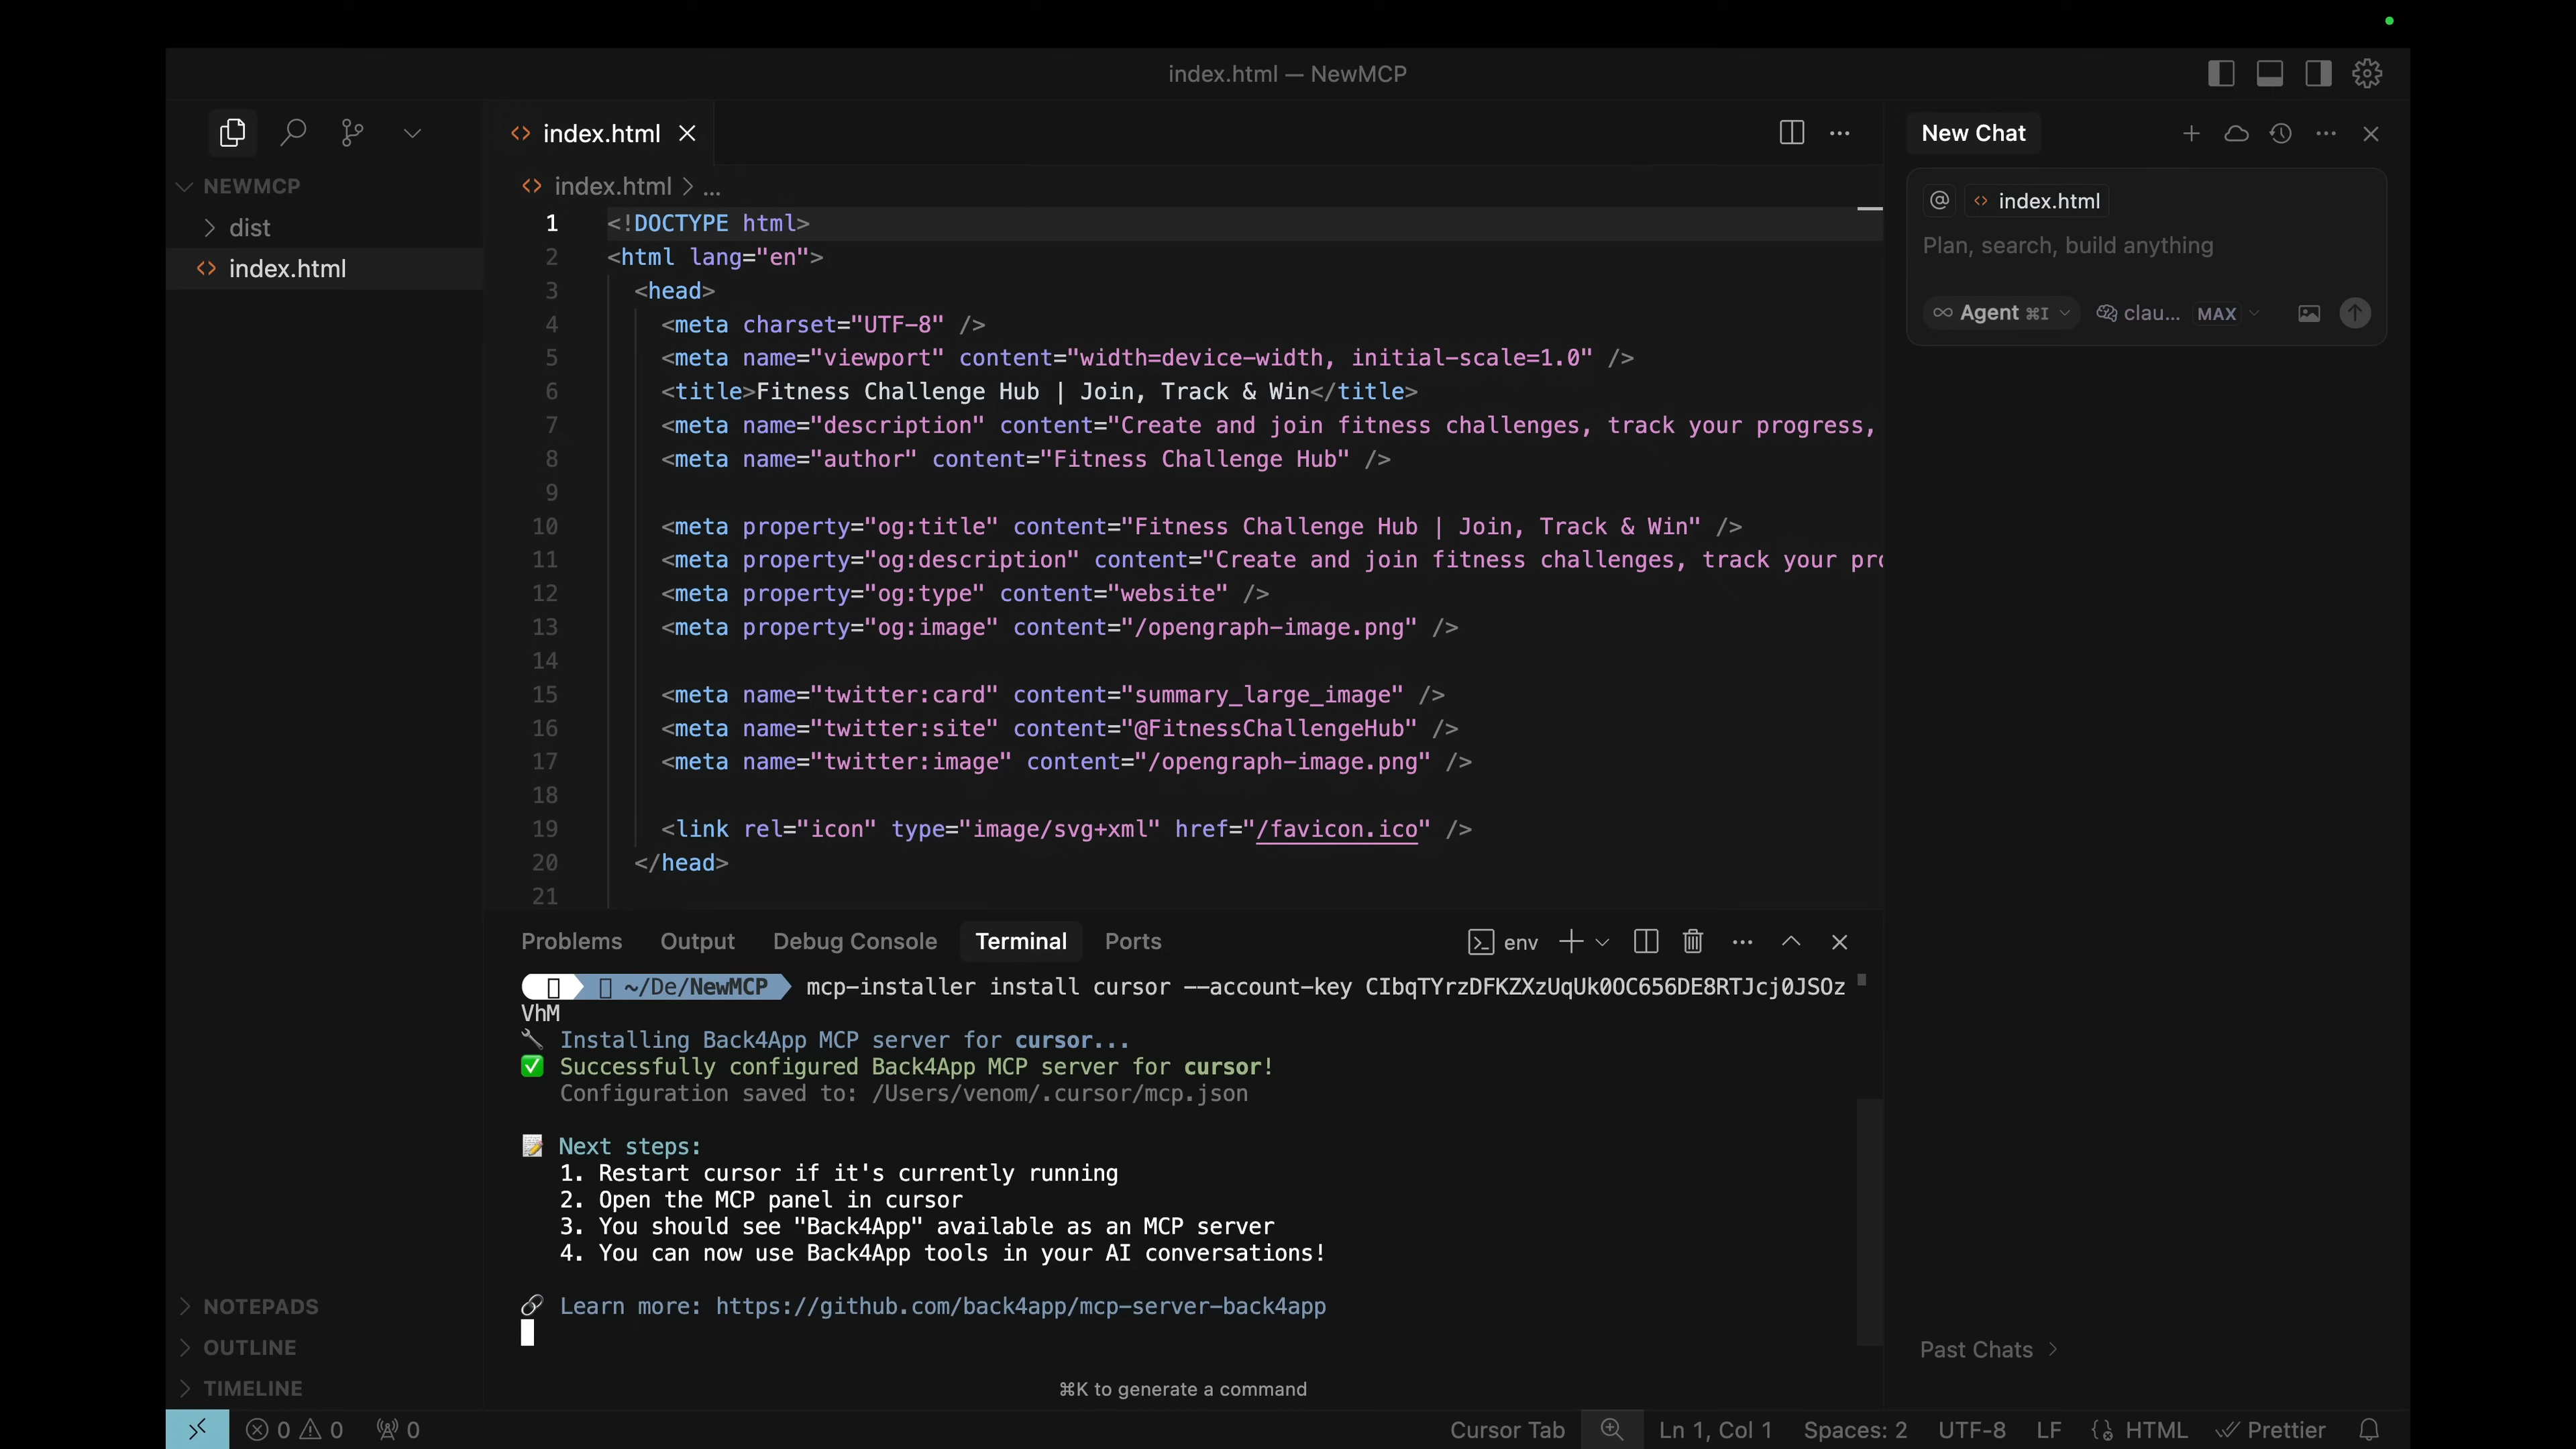 index.html — NewMCP
NEWMCP
dist
index.html
index.html
index.html > ...
1 <!DOCTYPE html>
2 <html lang="en">
3 <head>
4 <meta charset="UTF-8" />
5 <meta name="viewport" content="width=device-width, initial-scale=1.0" />
6 <title>Fitness Challenge Hub | Join, Track & Win</title>
7 <meta name="description" content="Create and join fitness challenges, track your progress,
8 <meta name="author" content="Fitness Challenge Hub" />
9
10 <meta property="og:title" content="Fitness Challenge Hub | Join, Track & Win" />
11 <meta property="og:description" content="Create and join fitness challenges, track your pro
12 <meta property="og:type" content="website" />
13 <meta property="og:image" content="/opengraph-image.png" />
14
15 <meta name="twitter:card" content="summary_large_image" />
16 <meta name="twitter:site" content="@FitnessChallengeHub" />
17 <meta name="twitter:image" content="/opengraph-image.png" />
18
19 <link rel="icon" type="image/svg+xml" href="/favicon.ico" />
20 </head>
21
Problems Output Debug Console Terminal Ports env
~/De/NewMCP mcp-installer install cursor --account-key CIbqTYrzDFKZXzUqUk0OC656DE8RTJcj0JSOz
VhM
🔧 Installing Back4App MCP server for cursor...
✅ Successfully configured Back4App MCP server for cursor!
Configuration saved to: /Users/venom/.cursor/mcp.json
📝 Next steps:
1. Restart cursor if it's currently running
2. Open the MCP panel in cursor
3. You should see "Back4App" available as an MCP server
4. You can now use Back4App tools in your AI conversations!
🔗 Learn more: https://github.com/back4app/mcp-server-back4app
⌘K to generate a command
New Chat
@ index.html
Plan, search, build anything
∞ Agent ⌘I clau... MAX
Past Chats >
NOTEPADS
OUTLINE
TIMELINE
0 0 0 Cursor Tab Ln 1, Col 1 Spaces: 2 UTF-8 LF HTML Prettier